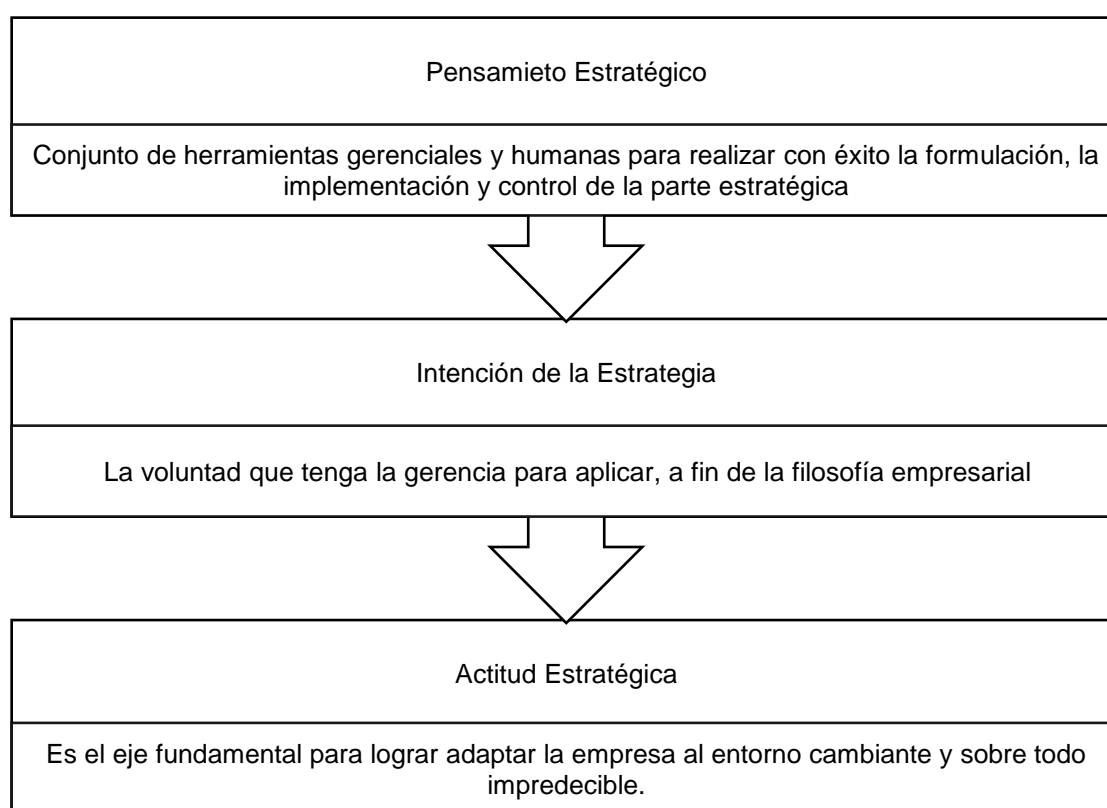 Pensamieto Estratégico
Conjunto de herramientas gerenciales y humanas para realizar con éxito la formulación, la
implementación y control de la parte estratégica
Intención de la Estrategia
La voluntad que tenga la gerencia para aplicar, a fin de la filosofía empresarial
Actitud Estratégica
Es el eje fundamental para lograr adaptar la empresa al entorno cambiante y sobre todo
impredecible.